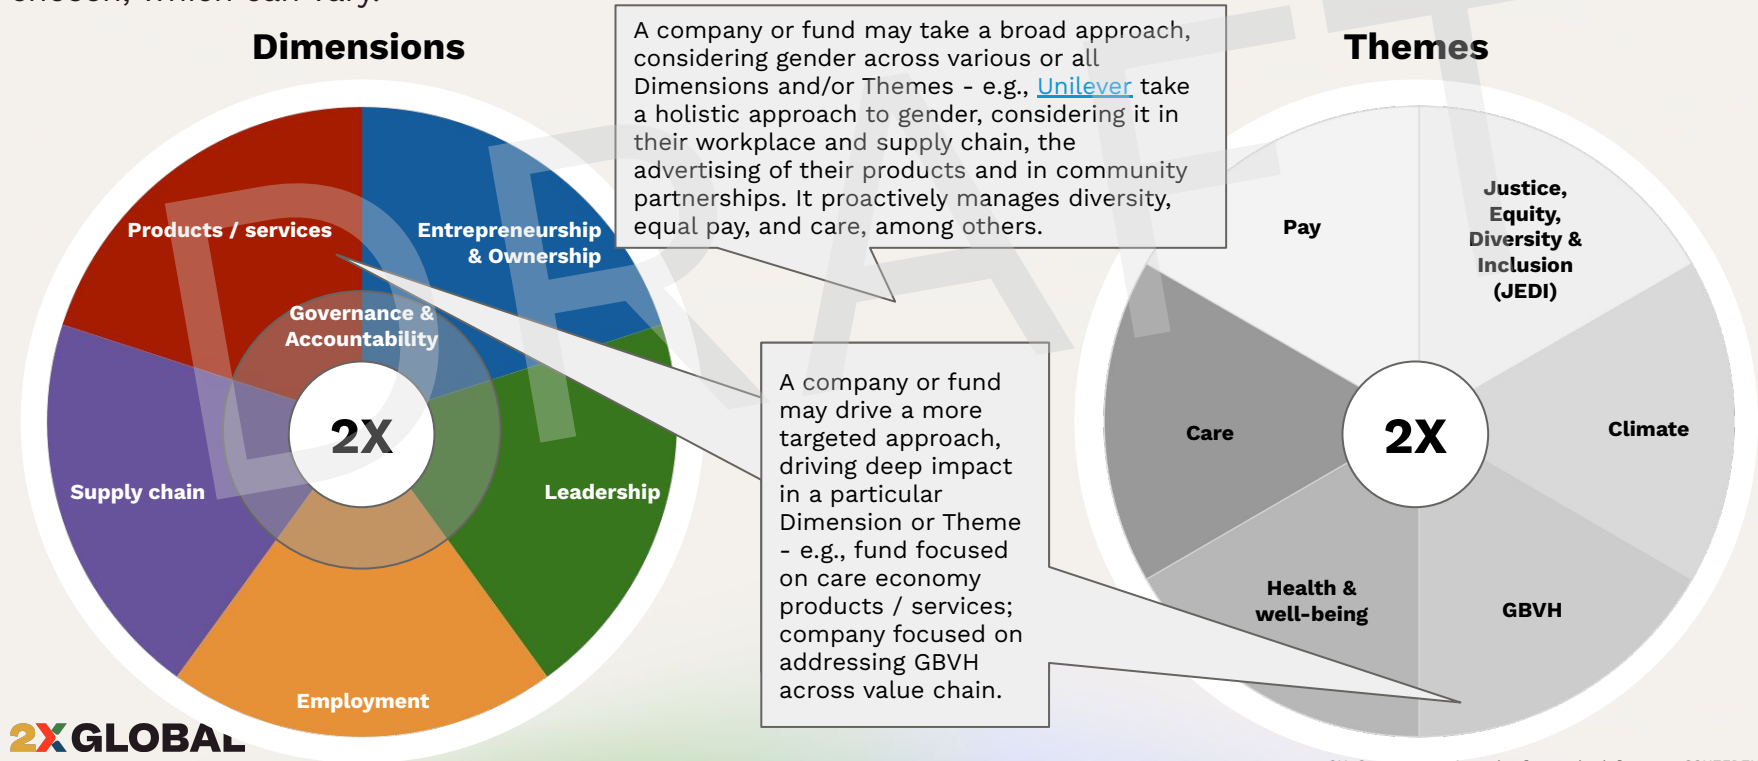 chosen, which can vary.
Dimensions
Products / services
Entrepreneurship
& Ownership
Governance &
Accountability
2X
Supply chain
Leadership
Employment
A company or fund may take a broad approach,
considering gender across various or all
Dimensions and/or Themes - e.g., Unilever take
a holistic approach to gender, considering it in
their workplace and supply chain, the
advertising of their products and in community
partnerships. It proactively manages diversity,
equal pay, and care, among others.
A company or fund
may drive a more
targeted approach,
driving deep impact
in a particular
Dimension or Theme
- e.g., fund focused
on care economy
products / services;
company focused on
addressing GBVH
across value chain.
Themes
Pay
Justice,
Equity,
Diversity &
Inclusion
(JEDI)
Care
2X
Climate
Health &
well-being
GBVH
2XGLOBAL
DRAFT